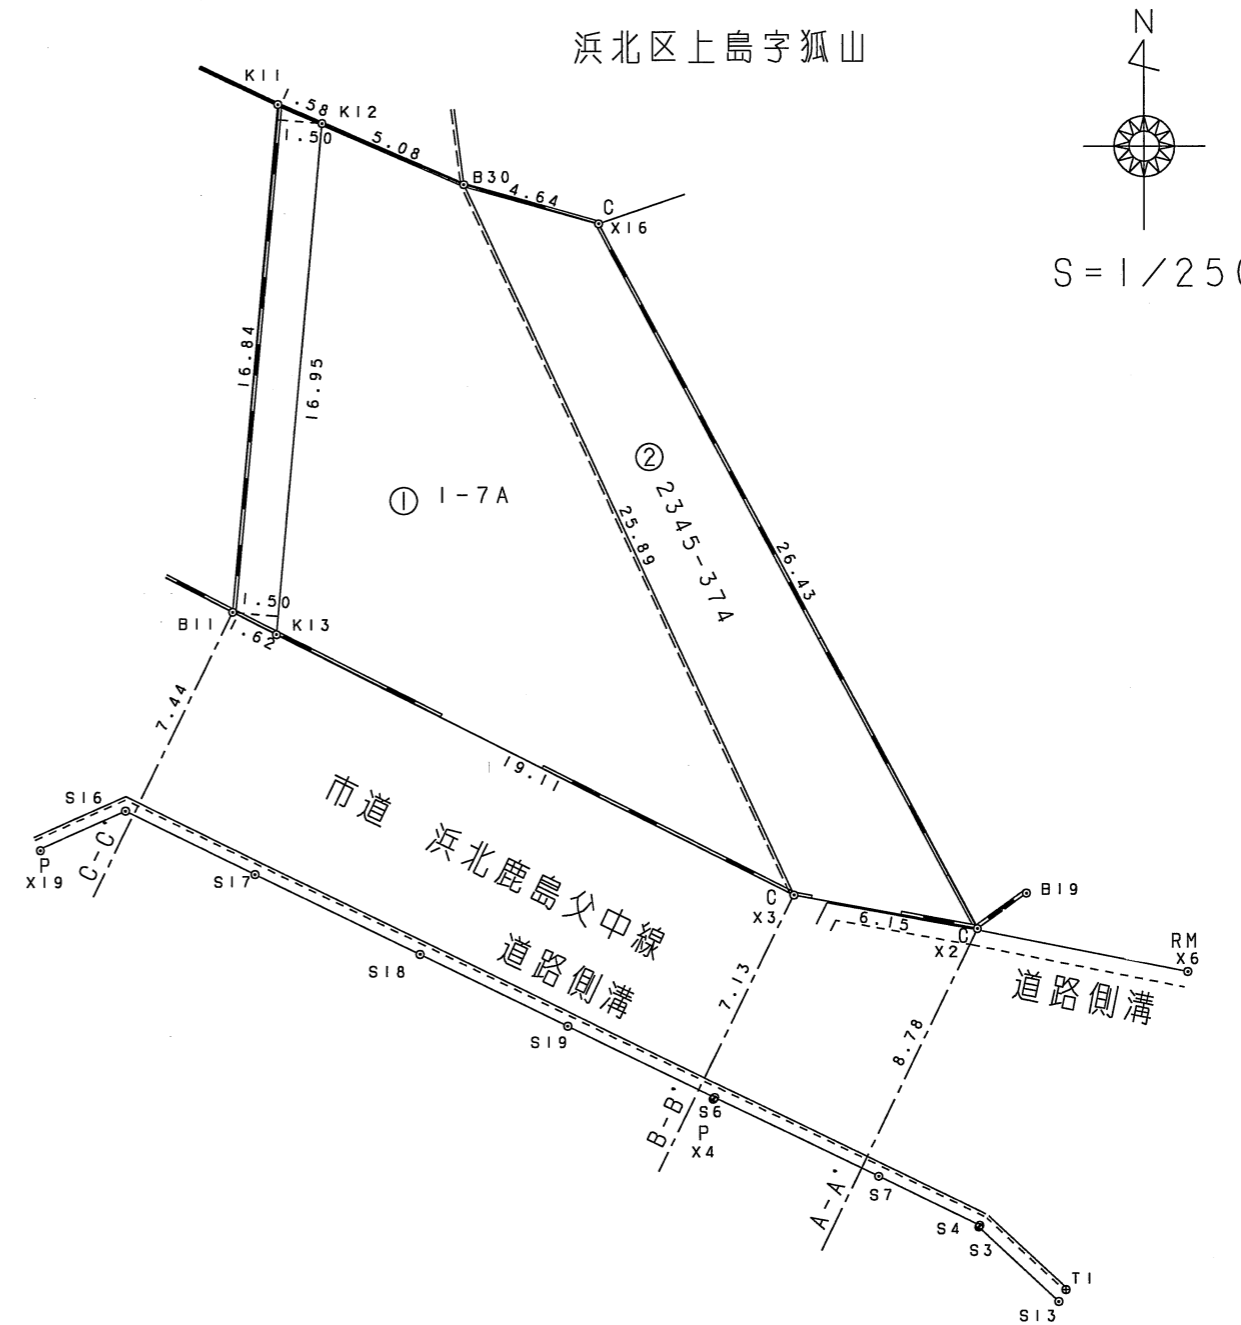 浜北区上島字狐山
N
S=1/250
K11
1.58
K12
1.50
5.08
B30
4.64
C
X16
16.84
16.95
① 1-7A
② 2345-374
25.89
26.43
1.50
B11
1.62
K13
7.44
19.11
市道 浜北鹿島父中線
道路側溝
S16
P
X19
C-C'
S17
S18
S19
C
X3
6.15
C
X2
B19
RM
X6
道路側溝
7.13
8.78
B-B'
S6
P
X4
A-A'
S7
S4
S3
T1
S13